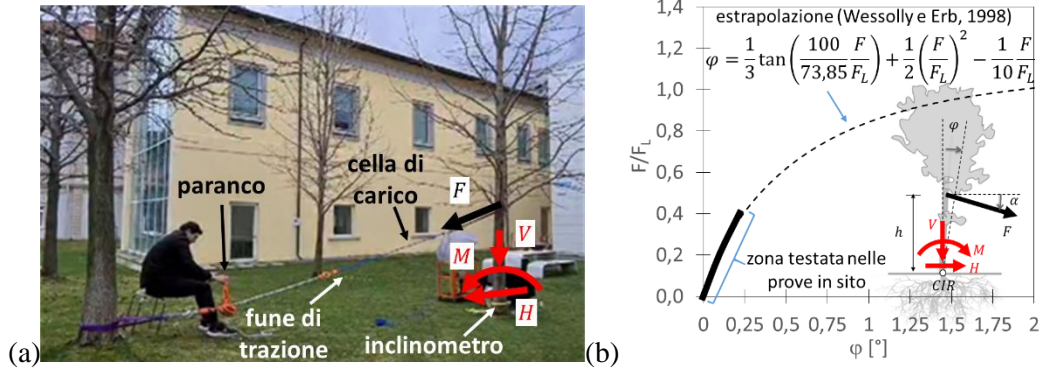 (a)
paranco
cella di
carico
F
V
M
H
fune di
trazione
inclinometro
(b)
estrapolazione (Wessolly e Erb, 1998)
φ = 1/3 tan(100/73,85 F/F_L) + 1/2 (F/F_L)² − 1/10 F/F_L
F/F_L
1,4
1,2
1,0
0,8
0,6
0,4
0,2
0,0
φ
α
F
h
V
M
H
CIR
zona testata nelle
prove in sito
0 0,25 0,5 0,75 1 1,25 1,5 1,75 2
φ [°]